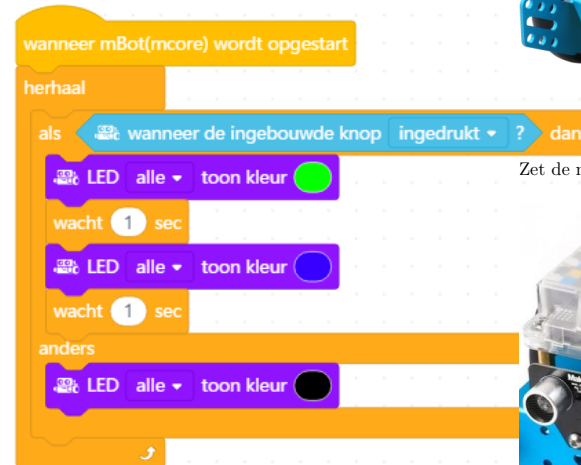 wanneer mBot(mcore) wordt opgestart
herhaal
als wanneer de ingebouwde knop ingedrukt ? dan
LED alle toon kleur
Zet de
wacht 1 sec
LED alle toon kleur
wacht 1 sec
anders
LED alle toon kleur